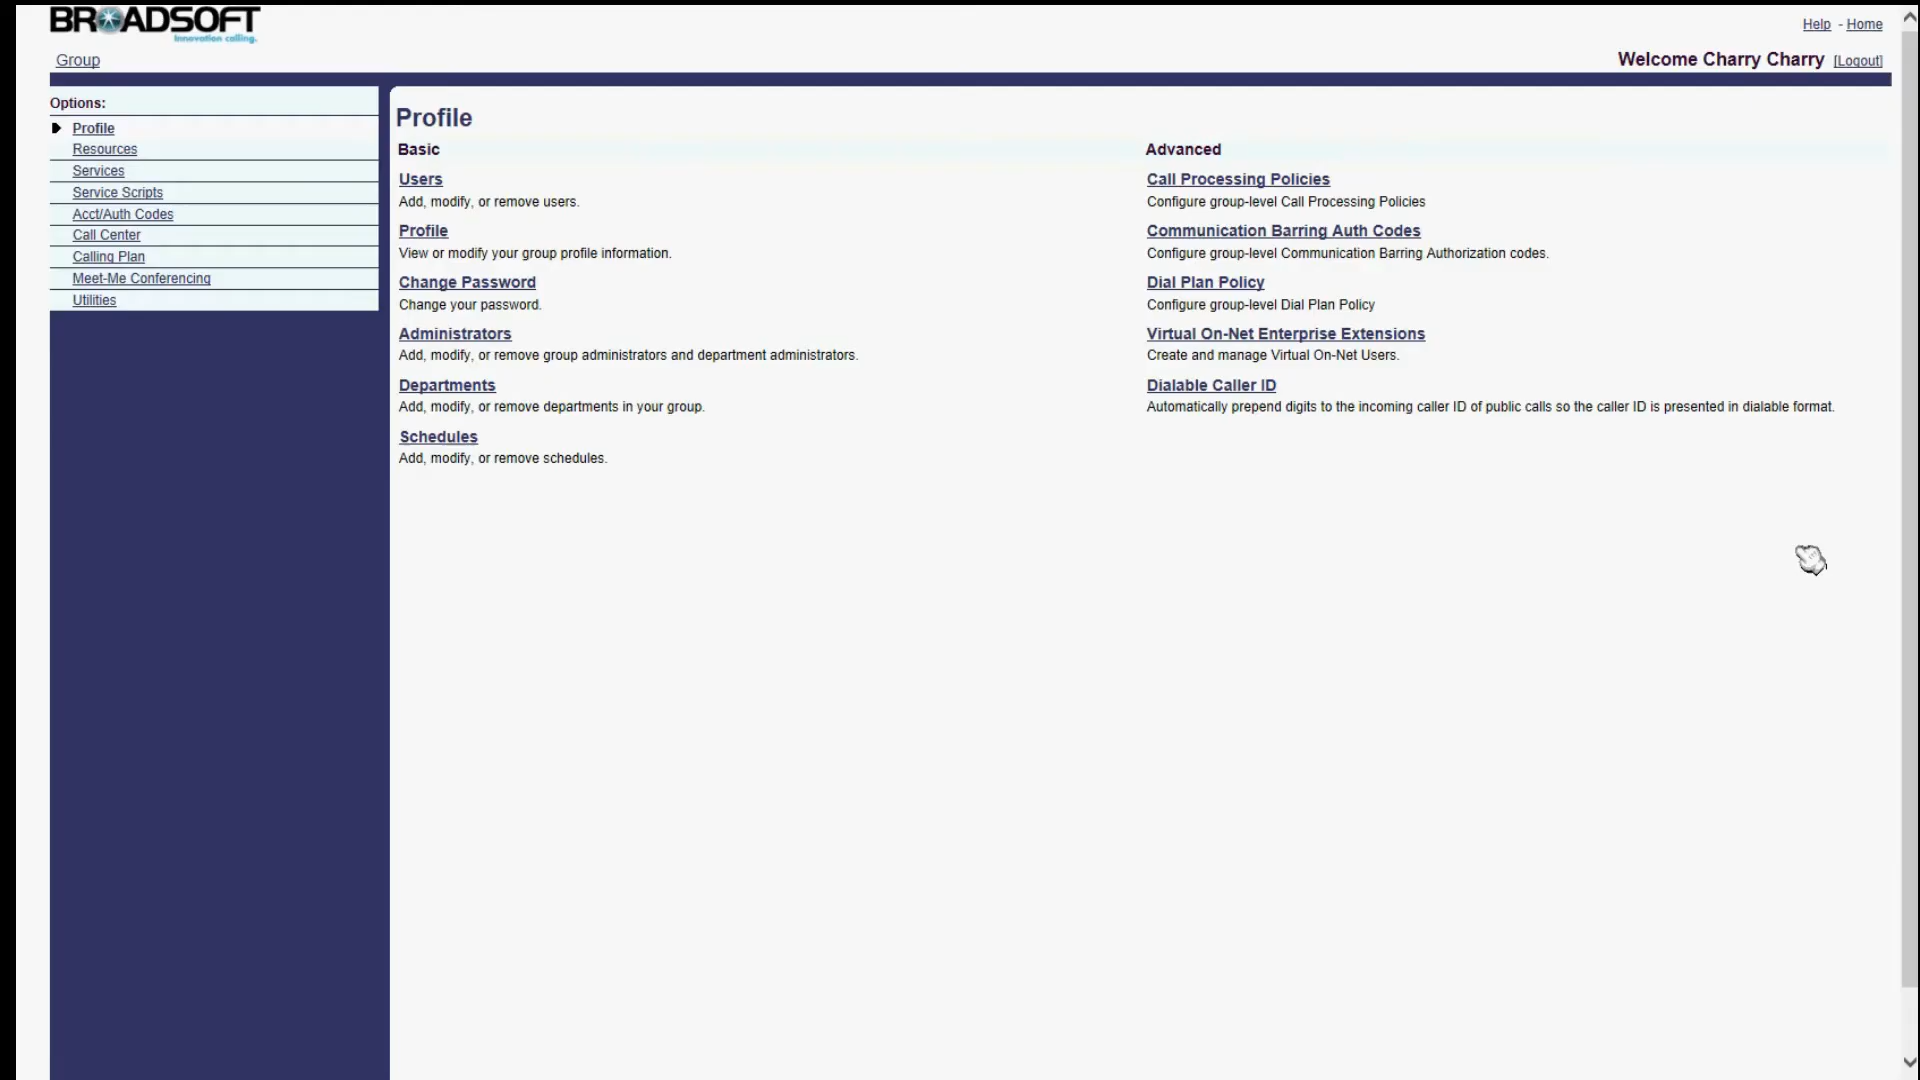 BROADSOFT
innovation calling.
Help - Home
Group
Welcome Charry Charry [Logout]
Options:
Profile
Resources
Services
Service Scripts
Acct/Auth Codes
Call Center
Calling Plan
Meet-Me Conferencing
Utilities
Profile
Basic
Users
Add, modify, or remove users.
Profile
View or modify your group profile information.
Change Password
Change your password.
Administrators
Add, modify, or remove group administrators and department administrators.
Departments
Add, modify, or remove departments in your group.
Schedules
Add, modify, or remove schedules.
Advanced
Call Processing Policies
Configure group-level Call Processing Policies
Communication Barring Auth Codes
Configure group-level Communication Barring Authorization codes.
Dial Plan Policy
Configure group-level Dial Plan Policy
Virtual On-Net Enterprise Extensions
Create and manage Virtual On-Net Users.
Dialable Caller ID
Automatically prepend digits to the incoming caller ID of public calls so the caller ID is presented in dialable format.